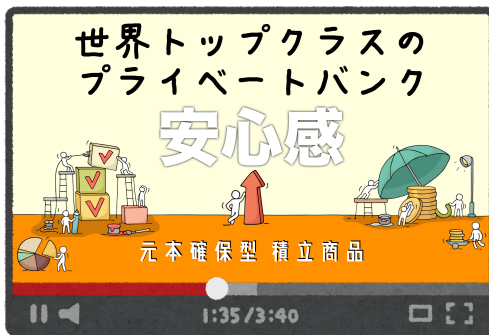 世界トップクラスの
プライベートバンク
安心感
元本確保型 積立商品
1:35/3:40